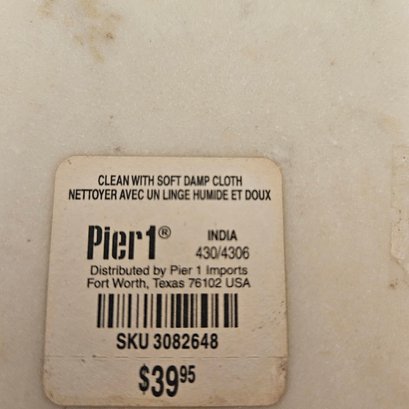 CLEAN WITH SOFT DAMP CLOTH
NETTOYER AVEC UN LINGE HUMIDE ET DOUX
Pier1® INDIA
430/4306
Distributed by Pier 1 Imports
Fort Worth, Texas 76102 USA
SKU 3082648
$39.95